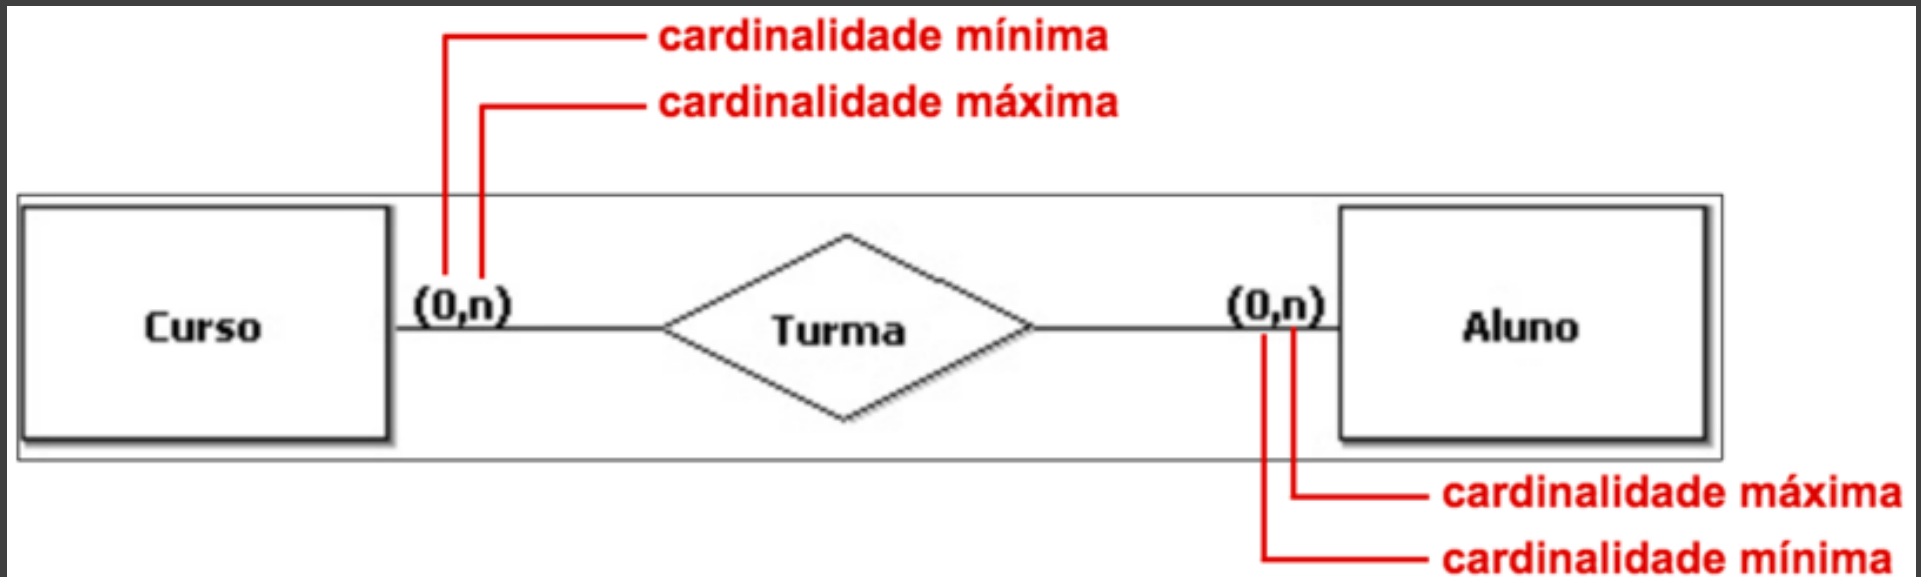 cardinalidade mínima
cardinalidade máxima
(0,n)
(0,n)
Curso
Turma
Aluno
cardinalidade máxima
cardinalidade mínima